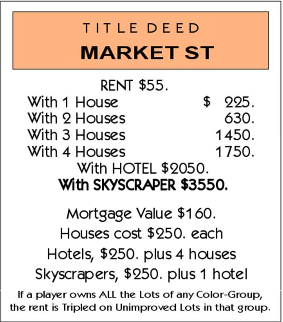 TITLE DEED
MARKET ST
RENT $55.
With 1 House $ 225.
With 2 Houses 630.
With 3 Houses 1450.
With 4 Houses 1750.
With HOTEL $2050.
With SKYSCRAPER $3550.
Mortgage Value $160.
Houses cost $250. each
Hotels, $250. plus 4 houses
Skyscrapers, $250. plus 1 hotel
If a player owns ALL the Lots of any Color-Group,
the rent is Tripled on Unimproved Lots in that group.